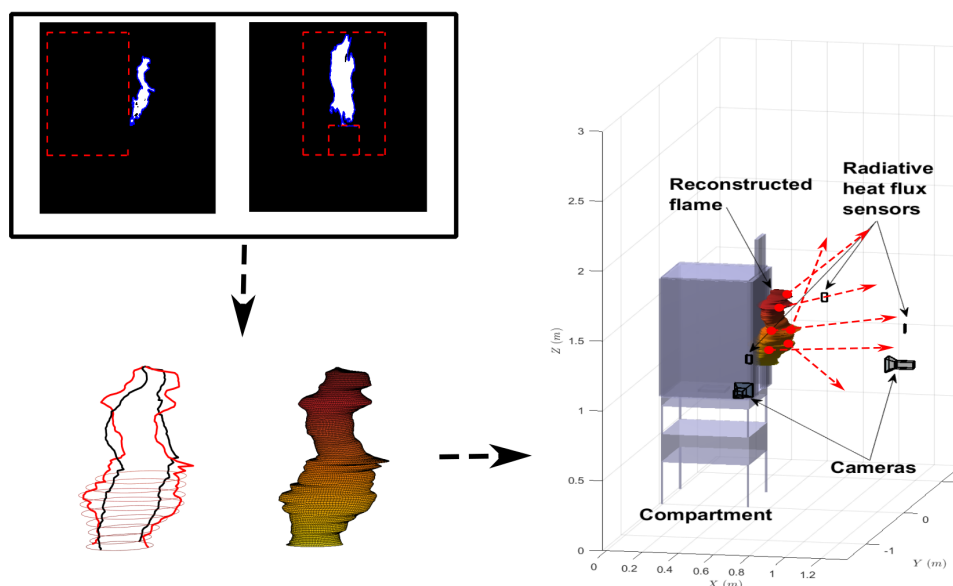 Reconstructed
flame
Radiative
heat flux
sensors
3
2.5
2
1.5
1
0.5
0
Z (m)
Cameras
Compartment
0 0.2 0.4 0.6 0.8 1 1.2
X (m)
-1
0
Y (m)